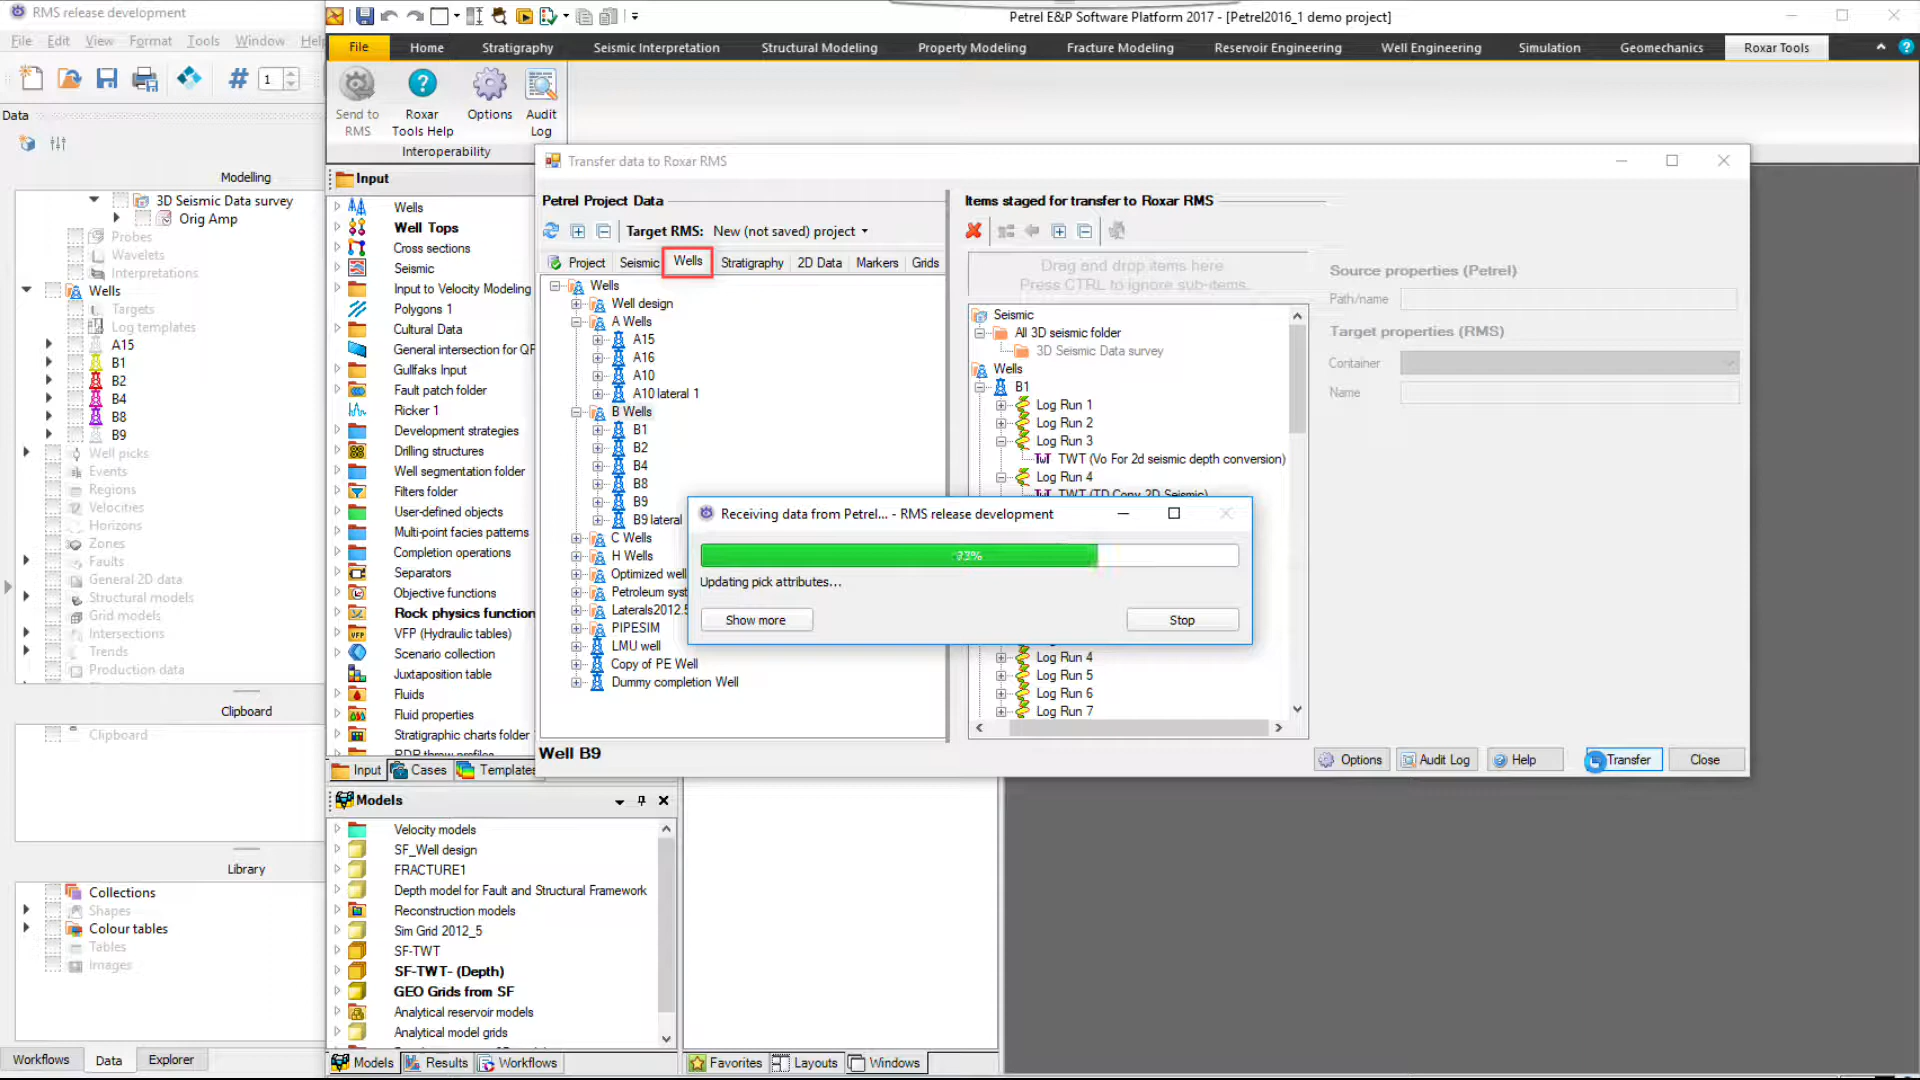 RMS release development
File Edit View Format Tools Window Help
1
Data
Modelling
3D Seismic Data survey
Orig Amp
Probes
Wavelets
Interpretations
Wells
Targets
Log templates
A15
B1
B2
B4
B8
B9
Well picks
Events
Regions
Velocities
Horizons
Zones
Faults
General 2D data
Structural models
Grid models
Intersections
Trends
Production data
Clipboard
Clipboard
Library
Collections
Shapes
Colour tables
Tables
Images
Workflows Data Explorer
Petrel E&P Software Platform 2017 - [Petrel2016_1 demo project]
File Home Stratigraphy Seismic Interpretation Structural Modeling Property Modeling Fracture Modeling Reservoir Engineering Well Engineering Simulation Geomechanics Roxar Tools
Send to RMS
Roxar Tools Help
Options
Audit Log
Interoperability
Input
Wells
Well Tops
Cross sections
Seismic
Input to Velocity Modeling
Polygons 1
Cultural Data
General intersection for QF
Gullfaks Input
Fault patch folder
Ricker 1
Development strategies
Drilling structures
Well segmentation folder
Filters folder
User-defined objects
Multi-point facies patterns
Completion operations
Separators
Objective functions
Rock physics function
VFP (Hydraulic tables)
Scenario collection
Juxtaposition table
Fluids
Fluid properties
Stratigraphic charts folder
Input Cases Templates
Models
Velocity models
SF_Well design
FRACTURE1
Depth model for Fault and Structural Framework
Reconstruction models
Sim Grid 2012_5
SF-TWT
SF-TWT- (Depth)
GEO Grids from SF
Analytical reservoir models
Analytical model grids
Models Results Workflows
Favorites Layouts Windows
Transfer data to Roxar RMS
Petrel Project Data
Target RMS: New (not saved) project
Project Seismic Wells Stratigraphy 2D Data Markers Grids
Wells
Well design
A Wells
A15
A16
A10
A10 lateral 1
B Wells
B1
B2
B4
B8
B9
B9 lateral
C Wells
H Wells
Optimized well
Petroleum syst
Laterals2012.5
PIPESIM
LMU well
Copy of PE Well
Dummy completion Well
Well B9
Items staged for transfer to Roxar RMS
Drag and drop items here
Press CTRL to ignore sub-items.
Seismic
All 3D seismic folder
3D Seismic Data survey
Wells
B1
Log Run 1
Log Run 2
Log Run 3
TWT (Vo For 2d seismic depth conversion)
Log Run 4
TWT (TD Copy 2D Seismic)
Log Run 4
Log Run 5
Log Run 6
Log Run 7
Source properties (Petrel)
Path/name
Target properties (RMS)
Container
Name
Options Audit Log Help Transfer Close
Receiving data from Petrel... - RMS release development
Updating pick attributes...
Show more
Stop